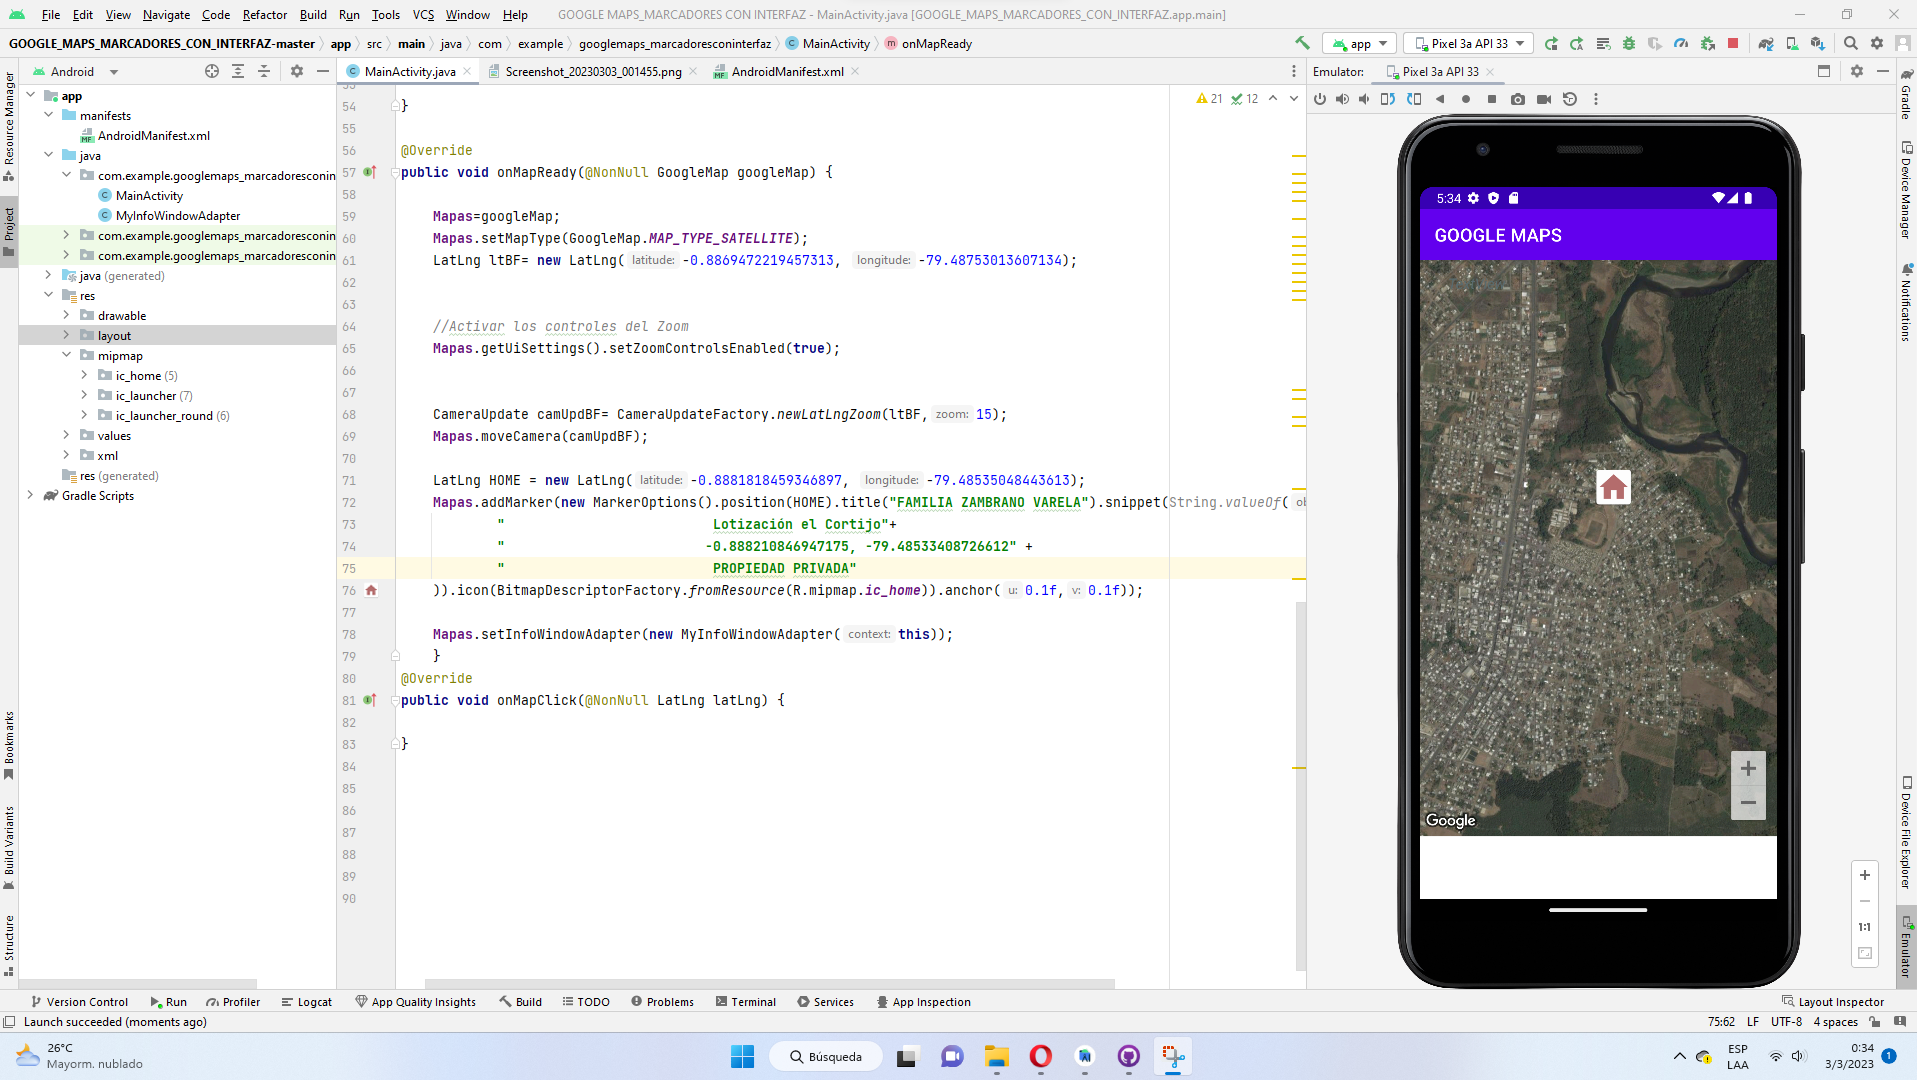 File Edit View Navigate Code Refactor Build Run Tools VCS Window Help GOOGLE MAPS_MARCADORES CON INTERFAZ - MainActivity.java [GOOGLE_MAPS_MARCADORES_CON_INTERFAZ.app.main]
GOOGLE_MAPS_MARCADORES_CON_INTERFAZ-master app src main java com example googlemaps_marcadoresconinterfaz MainActivity onMapReady app Pixel 3a API 33
Android MainActivity.java Screenshot_20230303_001455.png AndroidManifest.xml Emulator: Pixel 3a API 33
Resource Manager
Project
Bookmarks
Build Variants
Structure
app
manifests
AndroidManifest.xml
java
com.example.googlemaps_marcadoresconin
MainActivity
MyInfoWindowAdapter
com.example.googlemaps_marcadoresconin
com.example.googlemaps_marcadoresconin
java (generated)
res
drawable
layout
mipmap
ic_home (5)
ic_launcher (7)
ic_launcher_round (6)
values
xml
res (generated)
Gradle Scripts
21 12
54 }
55
56 @Override
57 public void onMapReady(@NonNull GoogleMap googleMap) {
58
59 Mapas=googleMap;
60 Mapas.setMapType(GoogleMap.MAP_TYPE_SATELLITE);
61 LatLng ltBF= new LatLng( latitude: -0.8869472219457313, longitude: -79.48753013607134);
62
63
64 //Activar los controles del Zoom
65 Mapas.getUiSettings().setZoomControlsEnabled(true);
66
67
68 CameraUpdate camUpdBF= CameraUpdateFactory.newLatLngZoom(ltBF, zoom: 15);
69 Mapas.moveCamera(camUpdBF);
70
71 LatLng HOME = new LatLng( latitude: -0.8881818459346897, longitude: -79.48535048443613);
72 Mapas.addMarker(new MarkerOptions().position(HOME).title("FAMILIA ZAMBRANO VARELA").snippet(String.valueOf( ob
73 " Lotización el Cortijo"+
74 " -0.888210846947175, -79.48533408726612" +
75 " PROPIEDAD PRIVADA"
76 )).icon(BitmapDescriptorFactory.fromResource(R.mipmap.ic_home)).anchor( u: 0.1f, v: 0.1f));
77
78 Mapas.setInfoWindowAdapter(new MyInfoWindowAdapter( context: this));
79 }
80 @Override
81 public void onMapClick(@NonNull LatLng latLng) {
82
83 }
84
85
86
87
88
89
90
5:34
GOOGLE MAPS
Google
1:1
Gradle
Device Manager
Notifications
Device File Explorer
Emulator
Version Control Run Profiler Logcat App Quality Insights Build TODO Problems Terminal Services App Inspection Layout Inspector
Launch succeeded (moments ago) 75:62 LF UTF-8 4 spaces
26°C
Mayorm. nublado
Búsqueda
ESP
LAA
0:34
3/3/2023
1